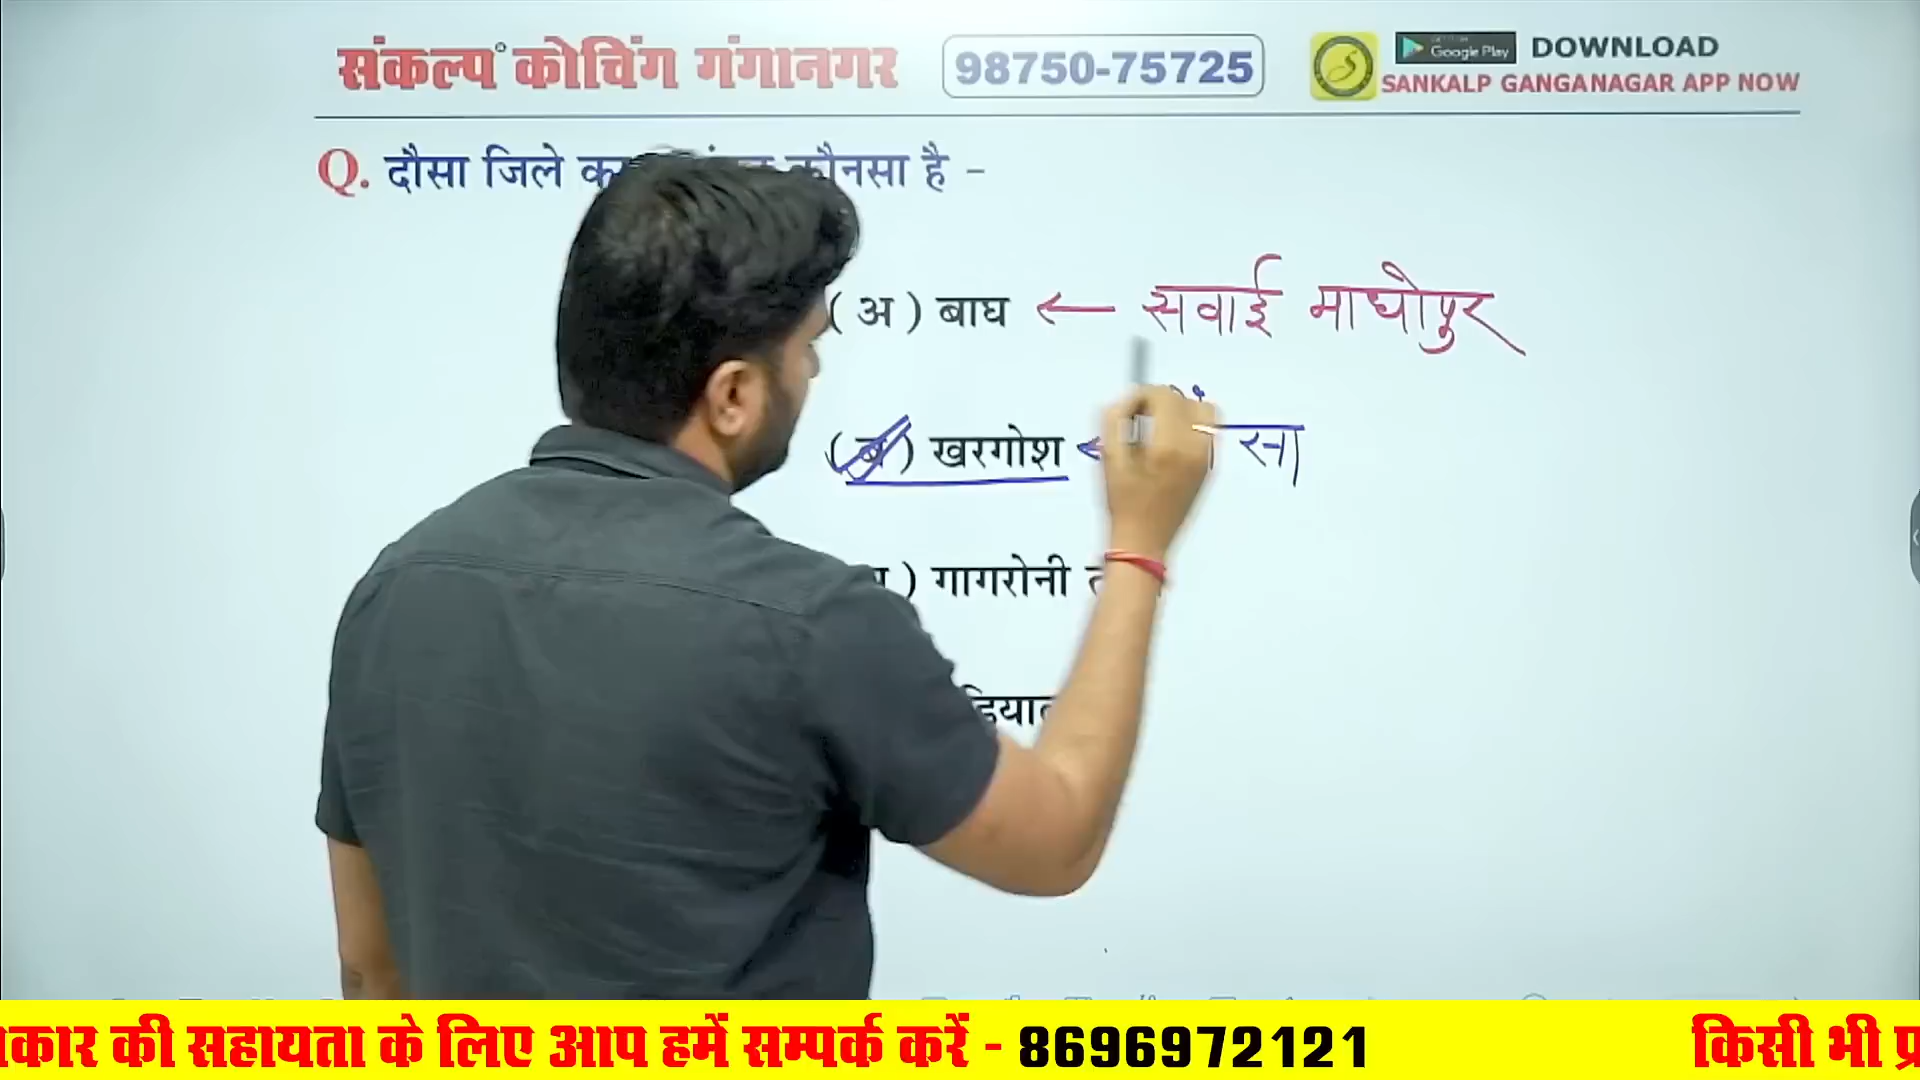 संकल्प® कोचिंग गंगानगर
98750-75725
Google Play
DOWNLOAD
SANKALP GANGANAGAR APP NOW
Q. दौसा जिले कौनसा है -
( अ ) बाघ ← सवाई माधोपुर
( ब ) खरगोश ← सा
) गागरोनी
की सहायता के लिए आप हमें सम्पर्क करें - 8696972121
किसी भी